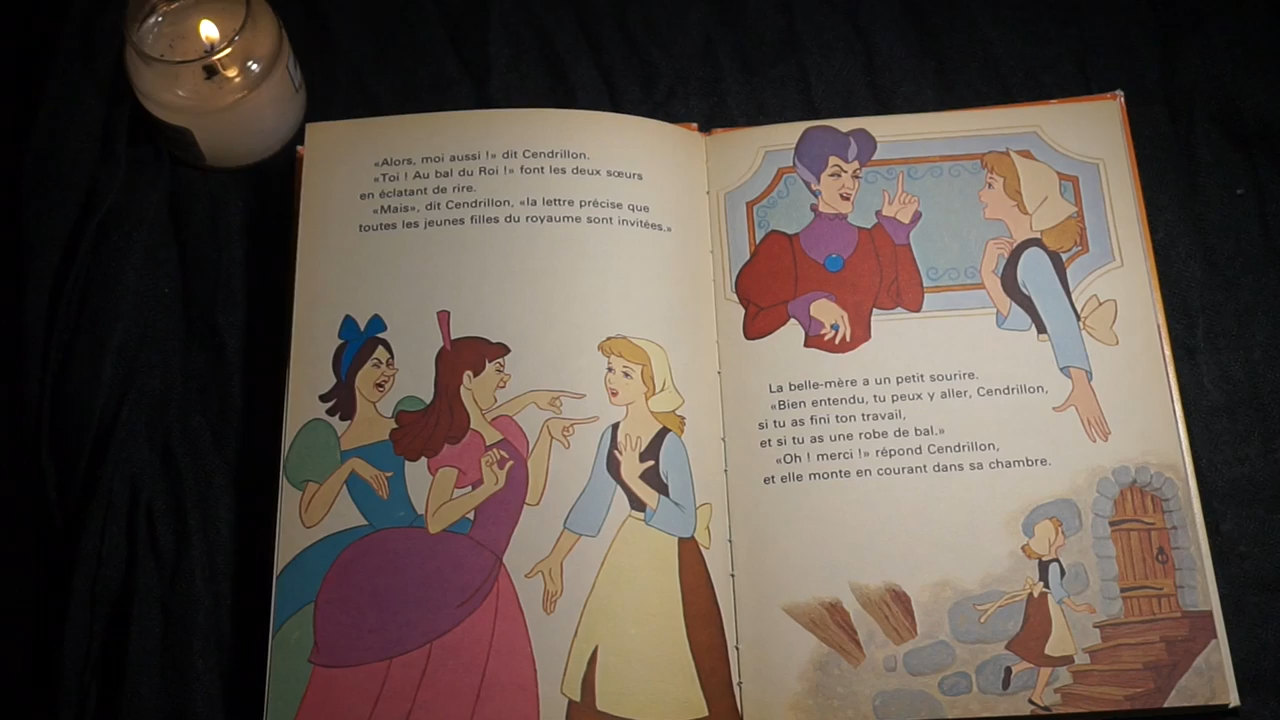 «Alors, moi aussi !» dit Cendrillon.
«Toi ! Au bal du Roi !» font les deux sœurs
en éclatant de rire.
«Mais», dit Cendrillon, «la lettre précise que
toutes les jeunes filles du royaume sont invitées.»
La belle-mère a un petit sourire.
«Bien entendu, tu peux y aller, Cendrillon,
si tu as fini ton travail,
et si tu as une robe de bal.»
«Oh ! merci !» répond Cendrillon,
et elle monte en courant dans sa chambre.